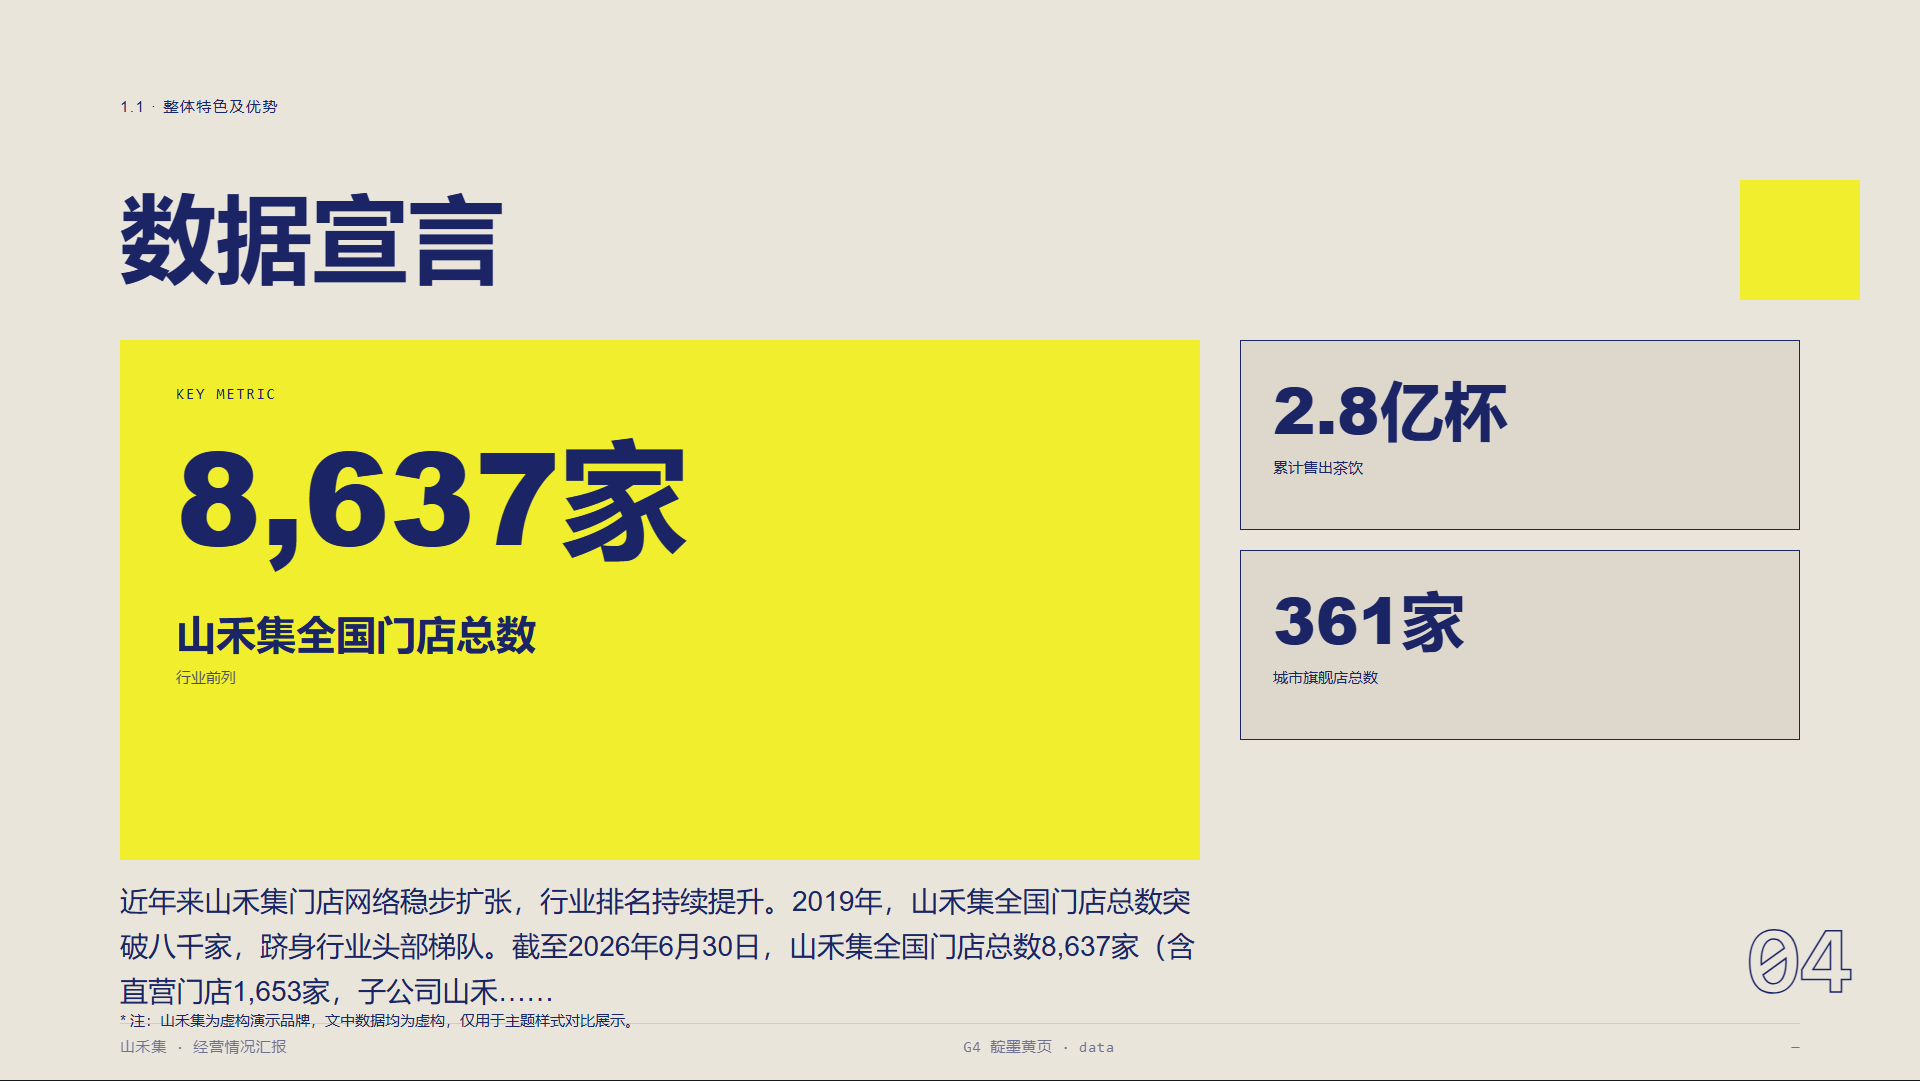 1.1 · 整体特色及优势
数据宣言
KEY METRIC
8,637家
山禾集全国门店总数
行业前列
2.8亿杯
累计售出茶饮
361家
城市旗舰店总数
近年来山禾集门店网络稳步扩张，行业排名持续提升。2019年，山禾集全国门店总数突
破八千家，跻身行业头部梯队。截至2026年6月30日，山禾集全国门店总数8,637家（含
直营门店1,653家，子公司山禾……
* 注：山禾集为虚构演示品牌，文中数据均为虚构，仅用于主题样式对比展示。
04
山禾集 · 经营情况汇报
G4 靛墨黄页 · data
—